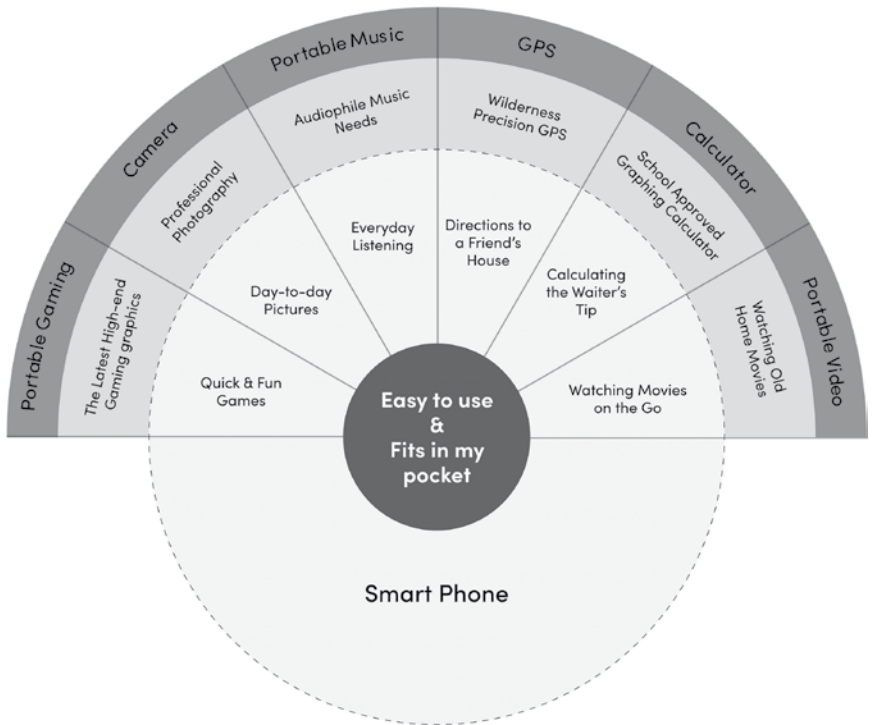 Portable Gaming
Camera
Portable Music
GPS
Calculator
Portable Video
The Latest High-end
Gaming graphics
Professional
Photography
Audiophile Music
Needs
Wilderness
Precision GPS
School Approved
Graphing Calculator
Watching Old
Home Movies
Quick & Fun
Games
Day-to-day
Pictures
Everyday
Listening
Directions to
a Friend's
House
Calculating
the Waiter's
Tip
Watching Movies
on the Go
Easy to use
&
Fits in my
pocket
Smart Phone